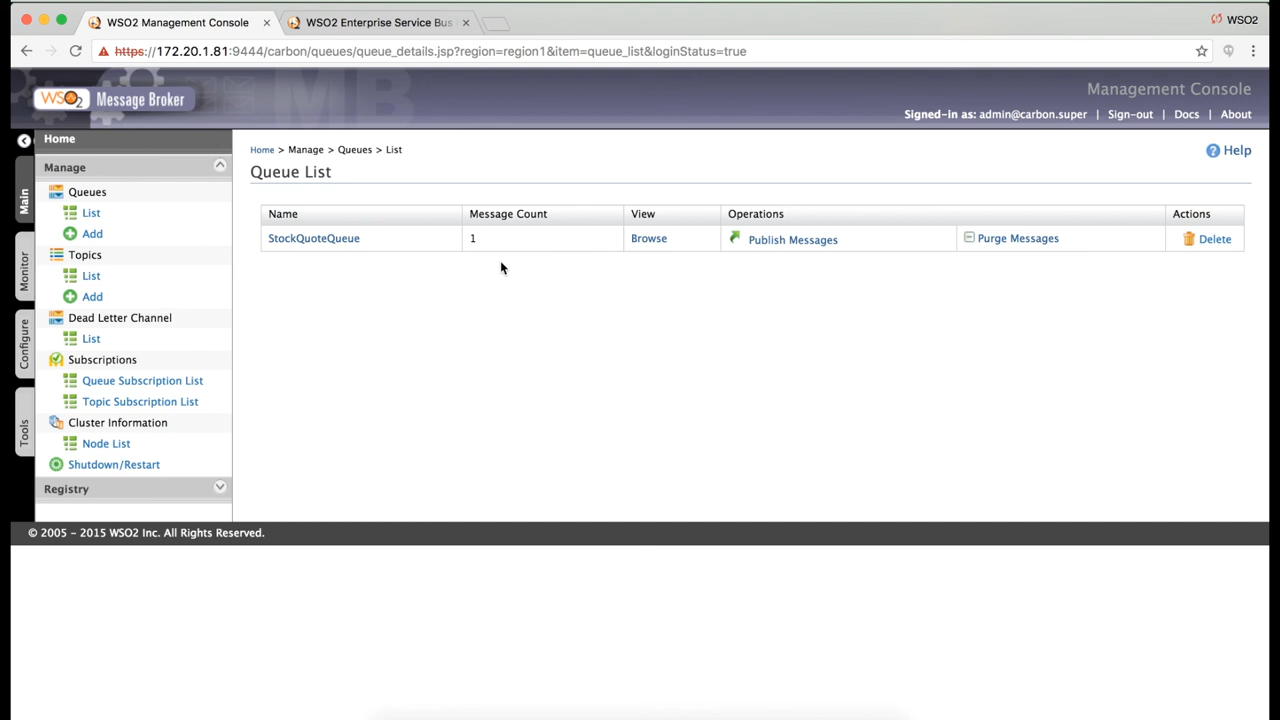 WSO2 Management Console
WSO2 Enterprise Service Bus
WSO2
https://172.20.1.81:9444/carbon/queues/queue_details.jsp?region=region1&item=queue_list&loginStatus=true
WSO2 Message Broker
MB
Management Console
Signed-in as: admin@carbon.super | Sign-out | Docs | About
Main
Monitor
Configure
Tools
Home
Manage
Queues
List
Add
Topics
List
Add
Dead Letter Channel
List
Subscriptions
Queue Subscription List
Topic Subscription List
Cluster Information
Node List
Shutdown/Restart
Registry
Home > Manage > Queues > List
Help
Queue List
Name Message Count View Operations Actions
StockQuoteQueue 1 Browse Publish Messages Purge Messages Delete
© 2005 - 2015 WSO2 Inc. All Rights Reserved.